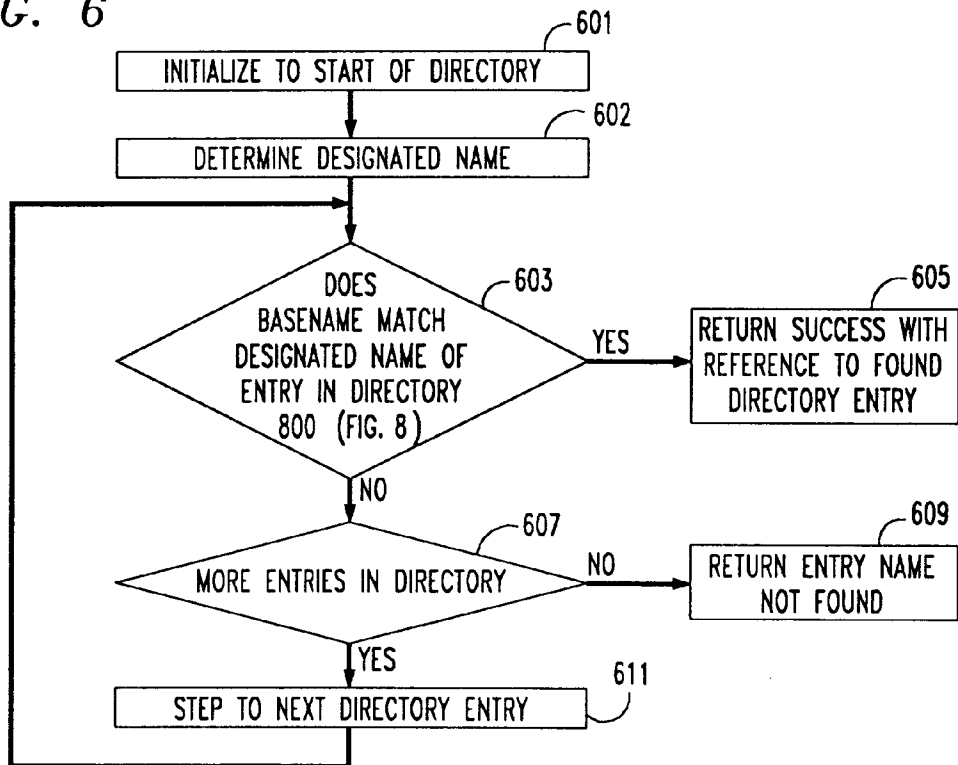 G. 6
601
INITIALIZE TO START OF DIRECTORY
602
DETERMINE DESIGNATED NAME
603
DOES
BASENAME MATCH
DESIGNATED NAME OF
ENTRY IN DIRECTORY
800 (FIG. 8)
YES
605
RETURN SUCCESS WITH
REFERENCE TO FOUND
DIRECTORY ENTRY
NO
607
MORE ENTRIES IN DIRECTORY
NO
609
RETURN ENTRY NAME
NOT FOUND
YES
611
STEP TO NEXT DIRECTORY ENTRY